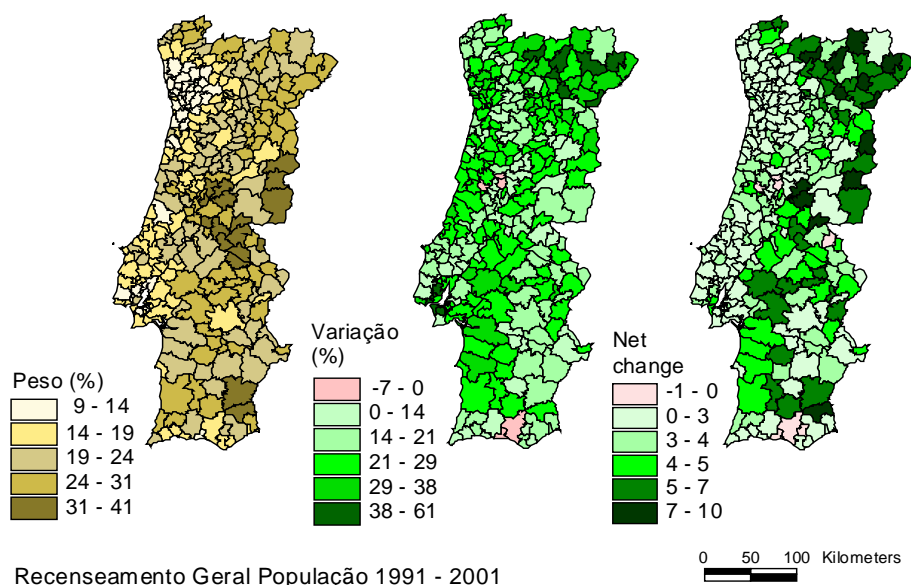 Peso (%)
9 - 14
14 - 19
19 - 24
24 - 31
31 - 41
Variação
(%)
-7 - 0
0 - 14
14 - 21
21 - 29
29 - 38
38 - 61
Net
change
-1 - 0
0 - 3
3 - 4
4 - 5
5 - 7
7 - 10
0 50 100 Kilometers
Recenseamento Geral População 1991 - 2001